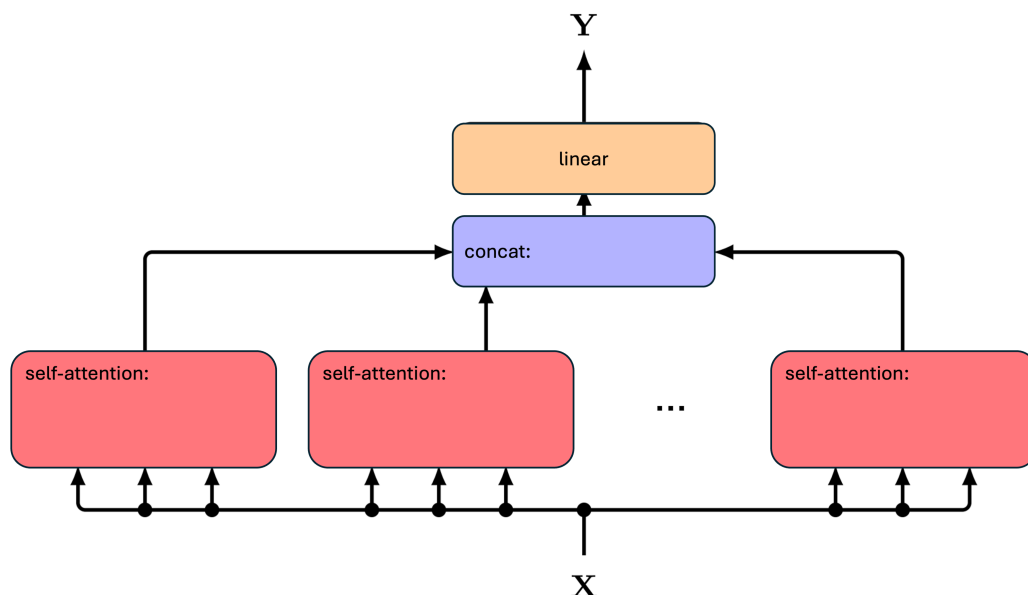 Y
linear
concat:
self-attention:
self-attention:
...
self-attention:
X